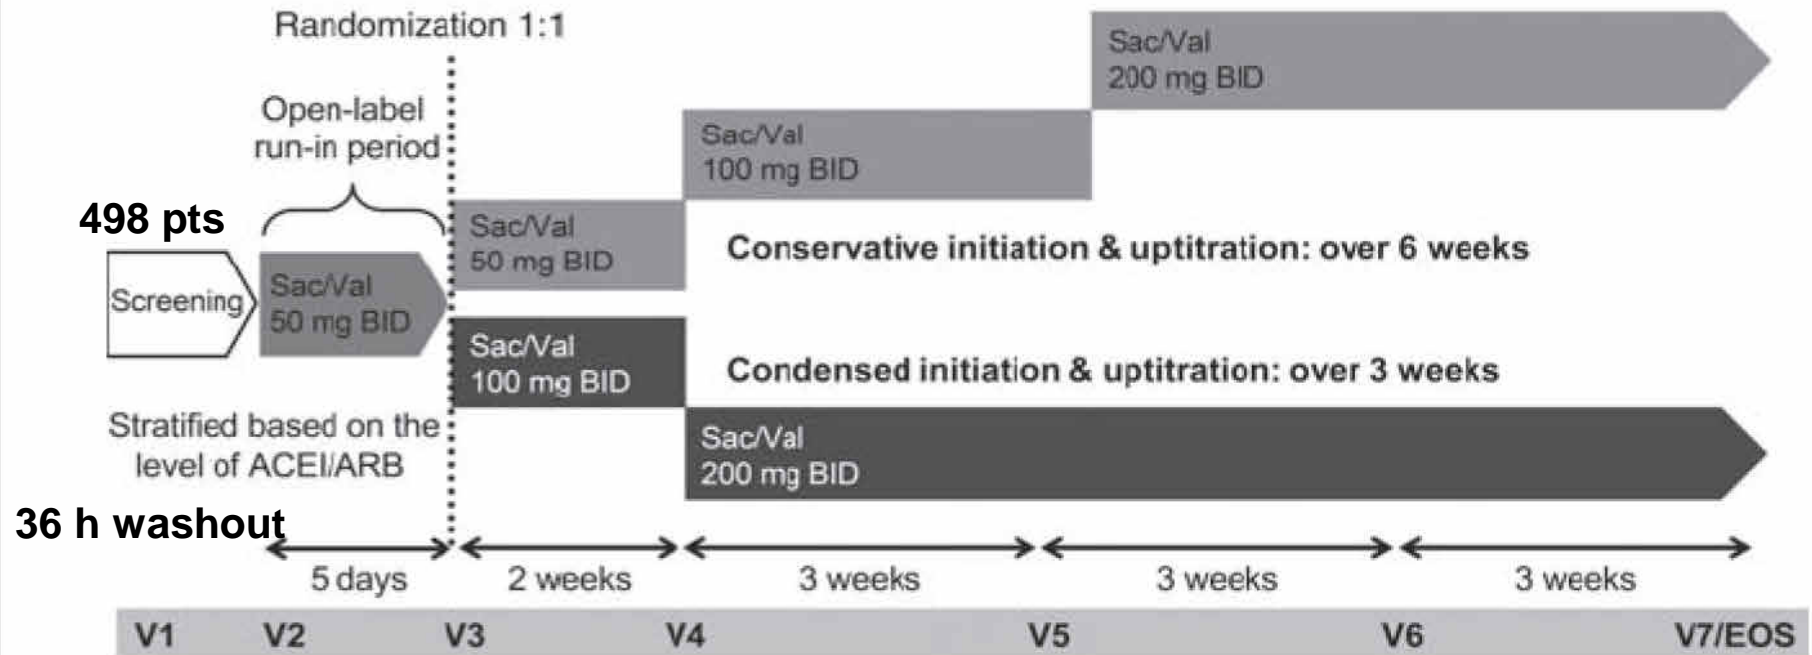 Randomization 1:1
Open-label
run-in period
498 pts
Screening
Sac/Val
50 mg BID
Sac/Val
50 mg BID
Sac/Val
100 mg BID
Sac/Val
200 mg BID
Conservative initiation & uptitration: over 6 weeks
Sac/Val
100 mg BID
Condensed initiation & uptitration: over 3 weeks
Sac/Val
200 mg BID
Stratified based on the
level of ACEI/ARB
36 h washout
5 days 2 weeks 3 weeks 3 weeks 3 weeks
V1 V2 V3 V4 V5 V6 V7/EOS